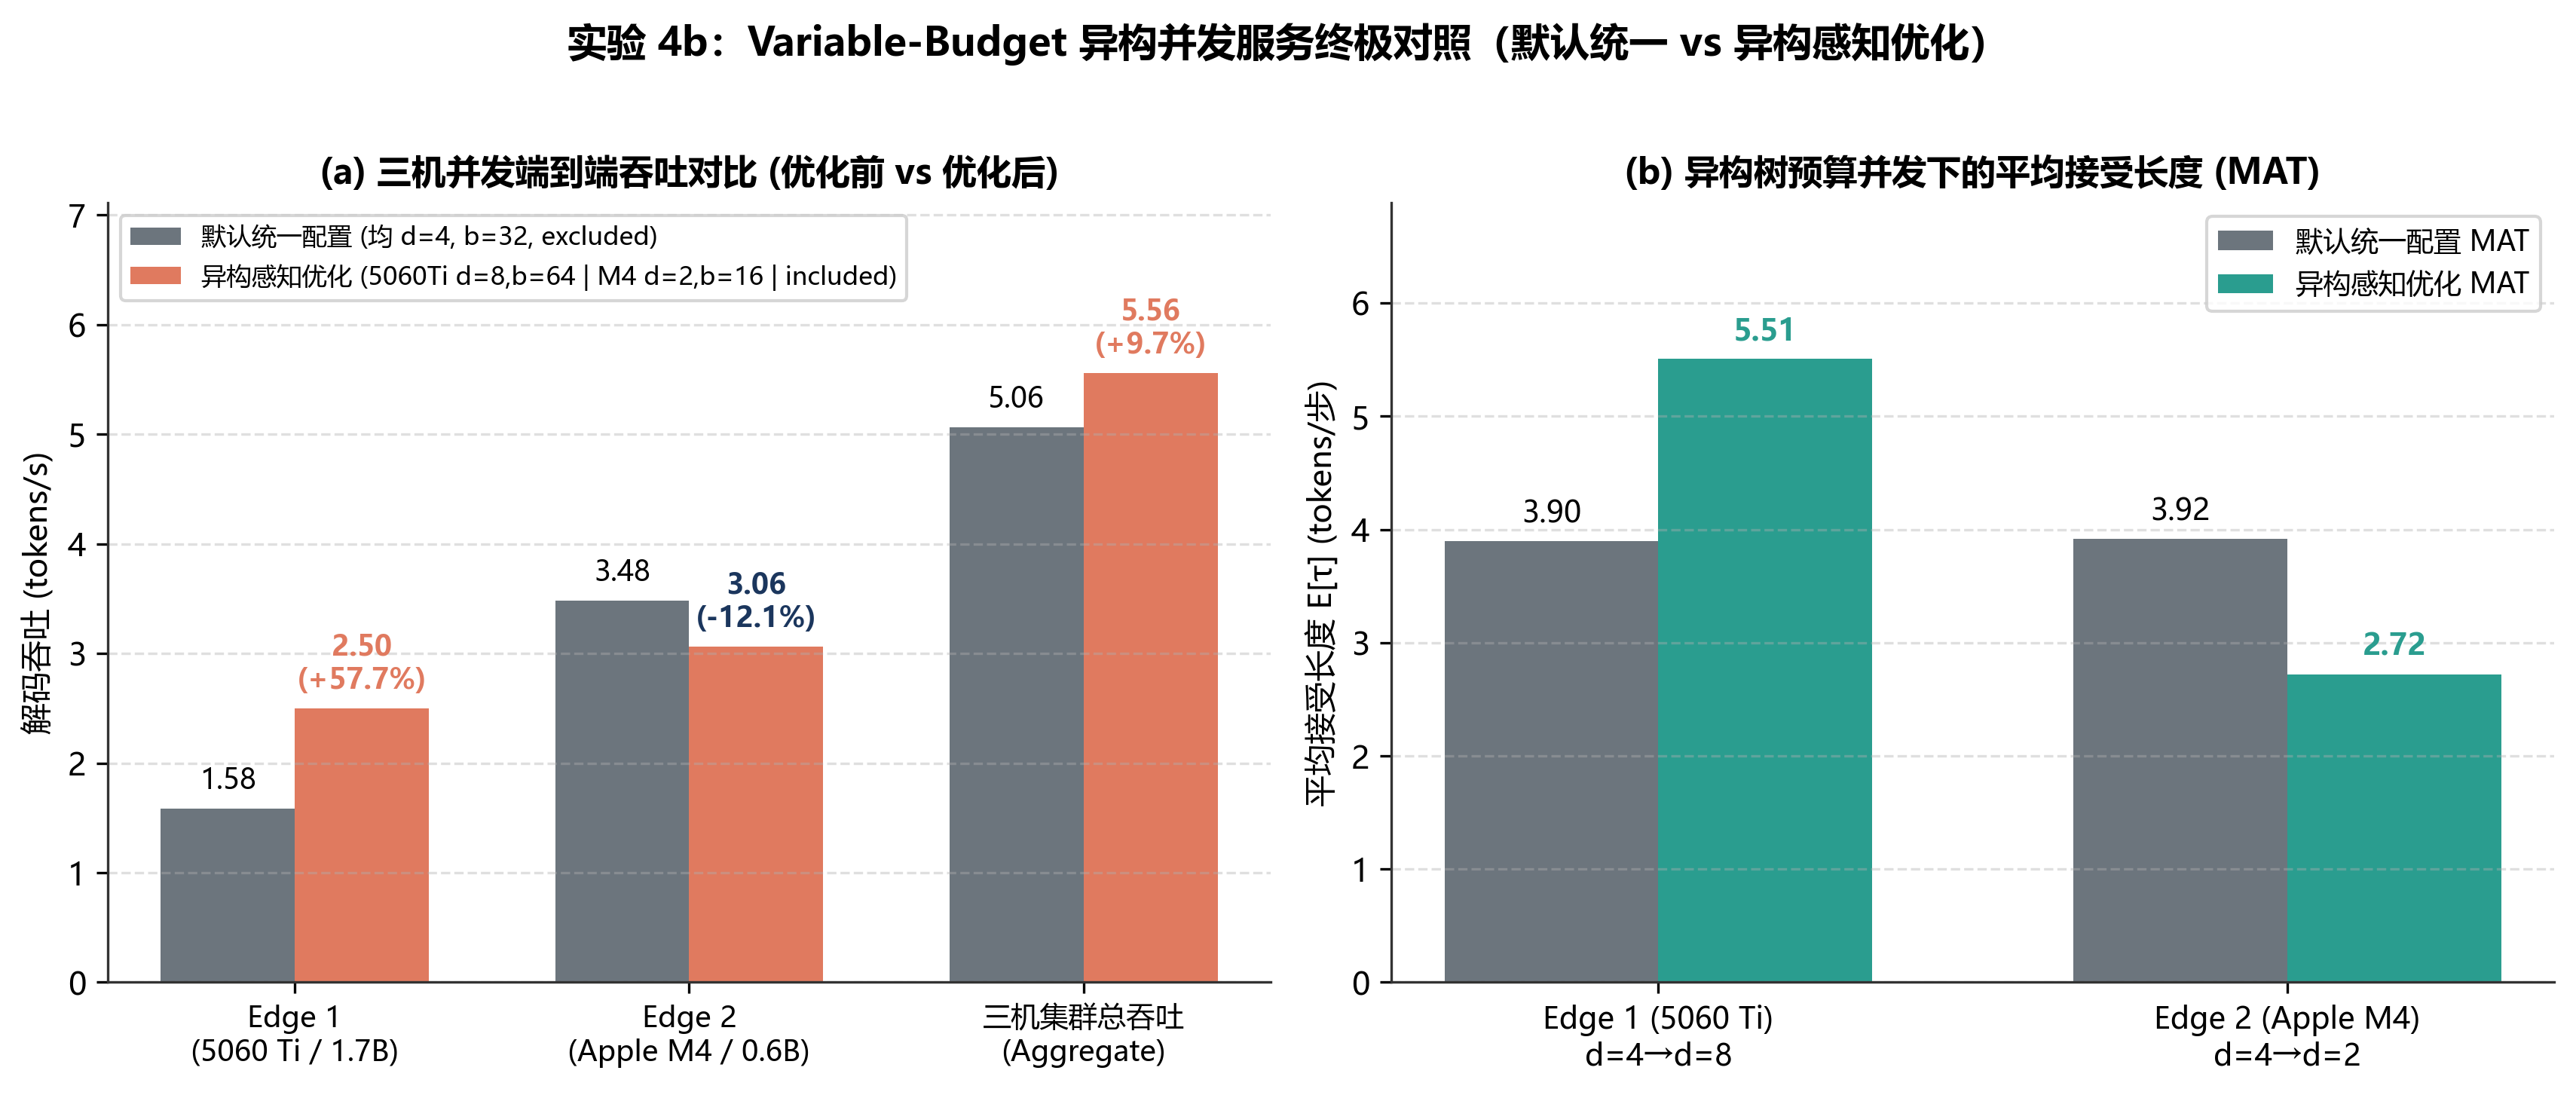 实验 4b：Variable-Budget 异构并发服务终极对照（默认统一 vs 异构感知优化）
(a) 三机并发端到端吞吐对比 (优化前 vs 优化后)
默认统一配置 (均 d=4, b=32, excluded)
异构感知优化 (5060Ti d=8,b=64 | M4 d=2,b=16 | included)
解码吞吐 (tokens/s)
7
6
5
4
3
2
1
0
1.58
2.50
(+57.7%)
3.48
3.06
(-12.1%)
5.06
5.56
(+9.7%)
Edge 1
(5060 Ti / 1.7B)
Edge 2
(Apple M4 / 0.6B)
三机集群总吞吐
(Aggregate)
(b) 异构树预算并发下的平均接受长度 (MAT)
默认统一配置 MAT
异构感知优化 MAT
平均接受长度 E[τ] (tokens/步)
6
5
4
3
2
1
0
3.90
5.51
3.92
2.72
Edge 1 (5060 Ti)
d=4→d=8
Edge 2 (Apple M4)
d=4→d=2